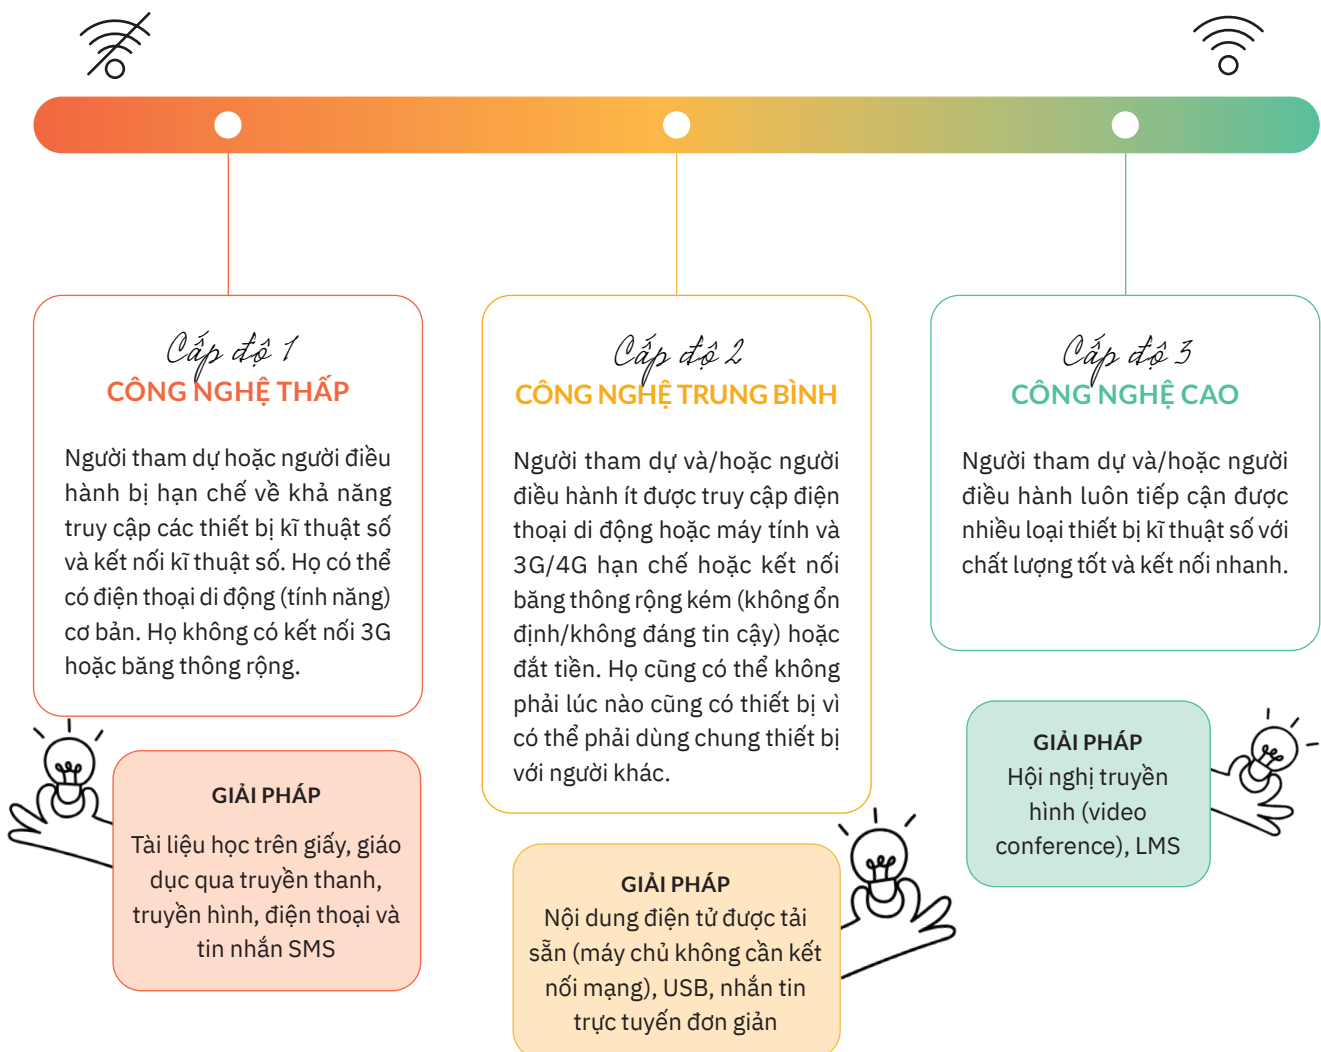 Cấp độ 1
CÔNG NGHỆ THẤP
Người tham dự hoặc người điều
hành bị hạn chế về khả năng
truy cập các thiết bị kĩ thuật số
và kết nối kĩ thuật số. Họ có thể
có điện thoại di động (tính năng)
cơ bản. Họ không có kết nối 3G
hoặc băng thông rộng.
GIẢI PHÁP
Tài liệu học trên giấy, giáo
dục qua truyền thanh,
truyền hình, điện thoại và
tin nhắn SMS
Cấp độ 2
CÔNG NGHỆ TRUNG BÌNH
Người tham dự và/hoặc người
điều hành ít được truy cập điện
thoại di động hoặc máy tính và
3G/4G hạn chế hoặc kết nối
băng thông rộng kém (không ổn
định/không đáng tin cậy) hoặc
đắt tiền. Họ cũng có thể không
phải lúc nào cũng có thiết bị vì
có thể phải dùng chung thiết bị
với người khác.
GIẢI PHÁP
Nội dung điện tử được tải
sẵn (máy chủ không cần kết
nối mạng), USB, nhắn tin
trực tuyến đơn giản
Cấp độ 3
CÔNG NGHỆ CAO
Người tham dự và/hoặc người
điều hành luôn tiếp cận được
nhiều loại thiết bị kĩ thuật số với
chất lượng tốt và kết nối nhanh.
GIẢI PHÁP
Hội nghị truyền
hình (video
conference), LMS